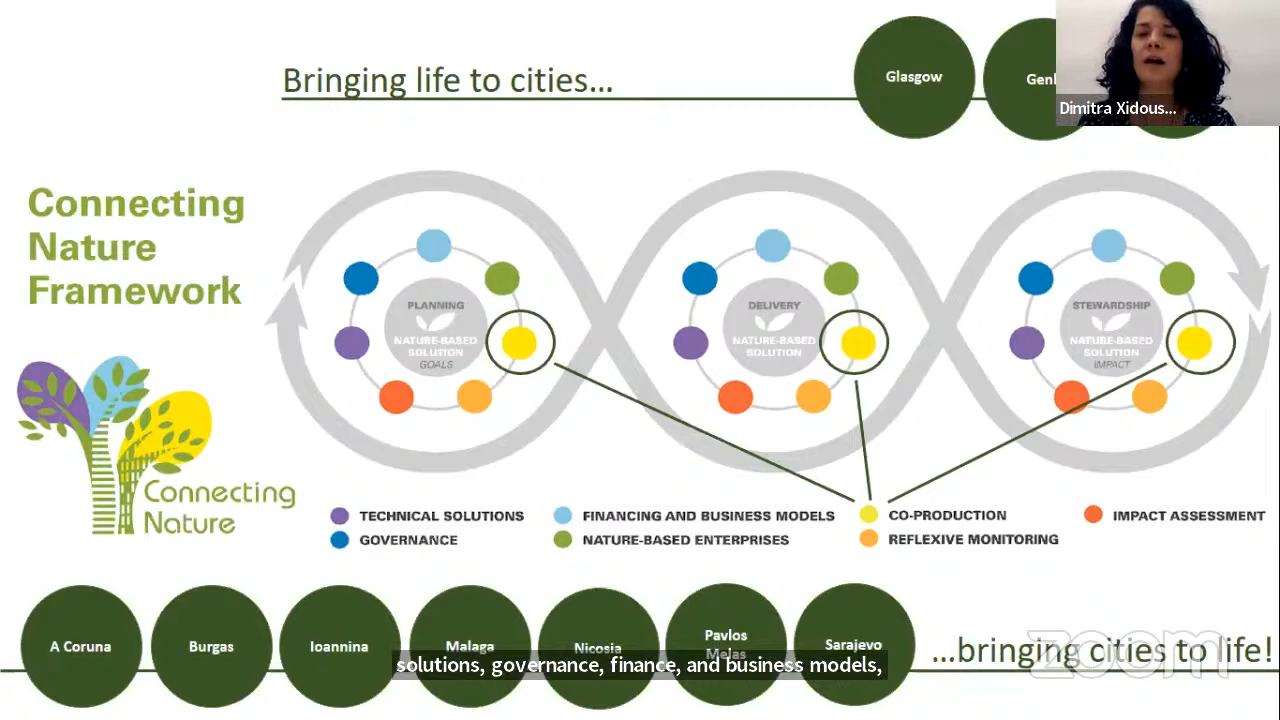 Bringing life to cities...
Glasgow
Dimitra Xidous...
Connecting
Nature
Framework
PLANNING
NATURE-BASED
SOLUTION
GOALS
DELIVERY
NATURE-BASED
SOLUTION
STEWARDSHIP
NATURE-BASED
SOLUTION
IMPACT
Connecting
Nature
TECHNICAL SOLUTIONS
FINANCING AND BUSINESS MODELS
CO-PRODUCTION
IMPACT ASSESSMENT
GOVERNANCE
NATURE-BASED ENTERPRISES
REFLEXIVE MONITORING
A Coruna
Burgas
Ioannina
Malaga
Nicosia
Pavlos
Melas
Sarajevo
...bringing cities to life!
solutions, governance, finance, and business models,
zoom